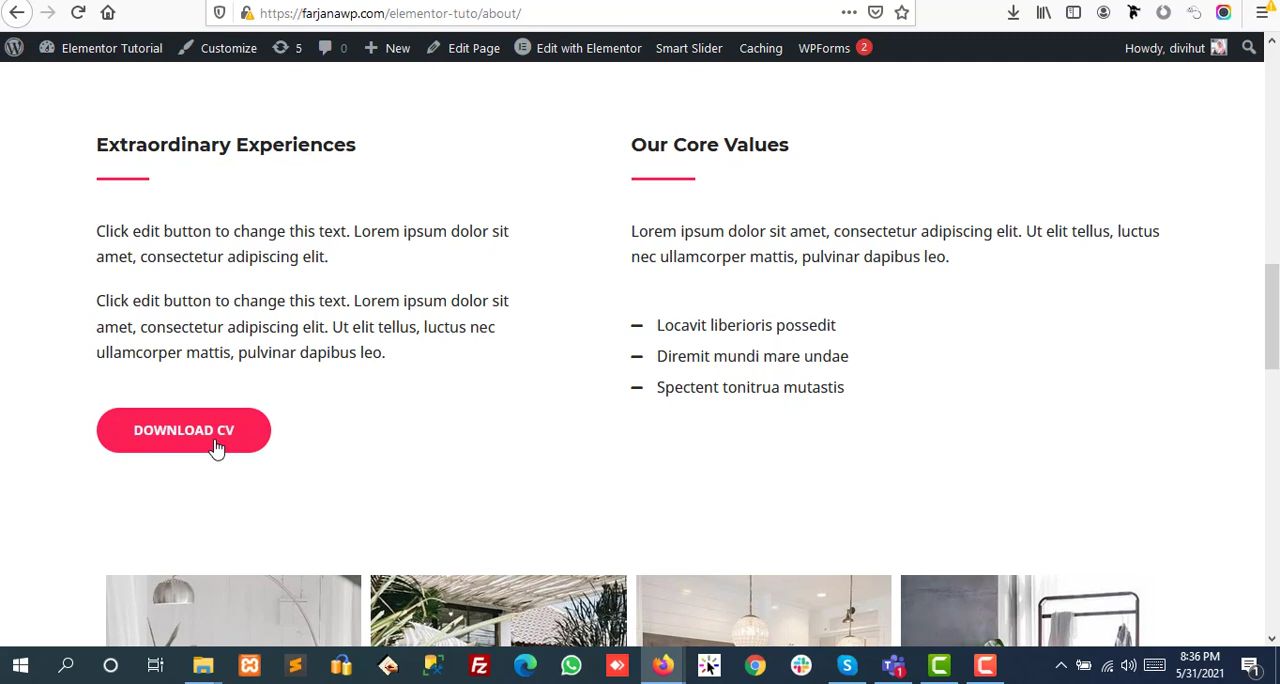 https://farjanawp.com/elementor-tuto/about/
Elementor Tutorial Customize 5 0 New Edit Page Edit with Elementor Smart Slider Caching WPForms 2 Howdy, divihut
Extraordinary Experiences
Click edit button to change this text. Lorem ipsum dolor sit
amet, consectetur adipiscing elit.
Click edit button to change this text. Lorem ipsum dolor sit
amet, consectetur adipiscing elit. Ut elit tellus, luctus nec
ullamcorper mattis, pulvinar dapibus leo.
DOWNLOAD CV
Our Core Values
Lorem ipsum dolor sit amet, consectetur adipiscing elit. Ut elit tellus, luctus
nec ullamcorper mattis, pulvinar dapibus leo.
Locavit liberioris possedit
Diremit mundi mare undae
Spectent tonitrua mutastis
8:36 PM
5/31/2021